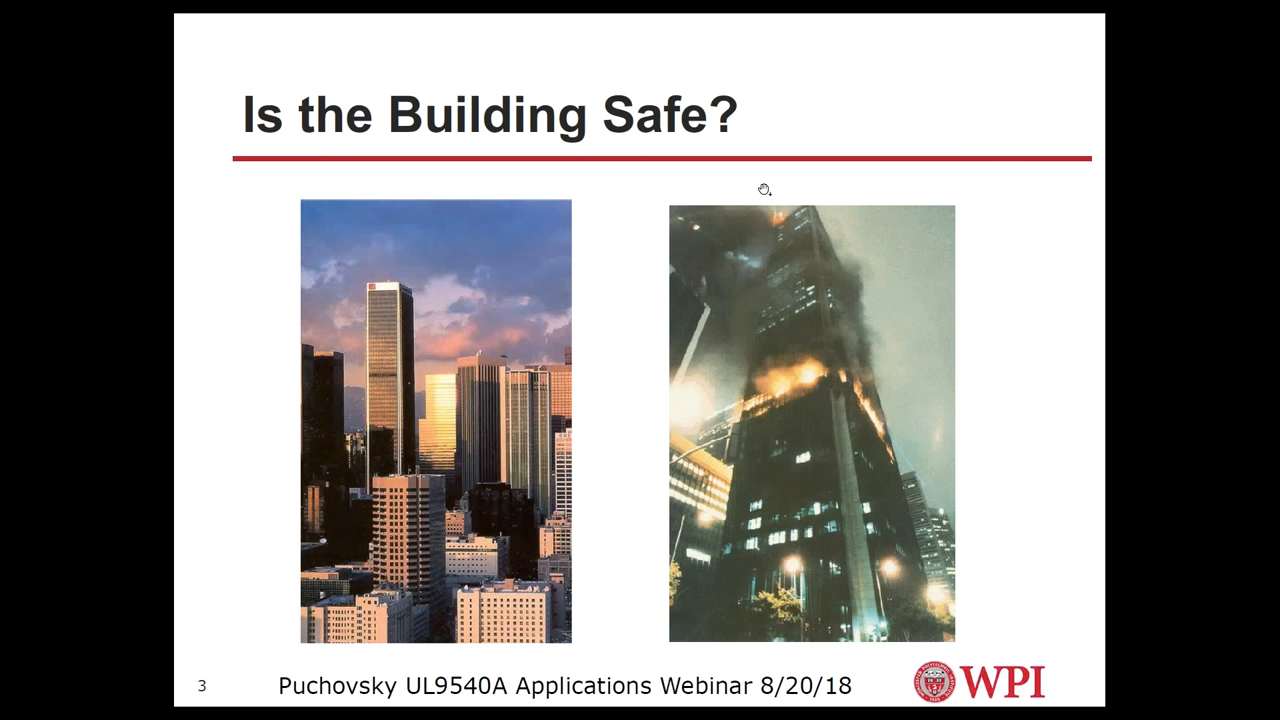 Is the Building Safe?
3
Puchovsky UL9540A Applications Webinar 8/20/18
WPI